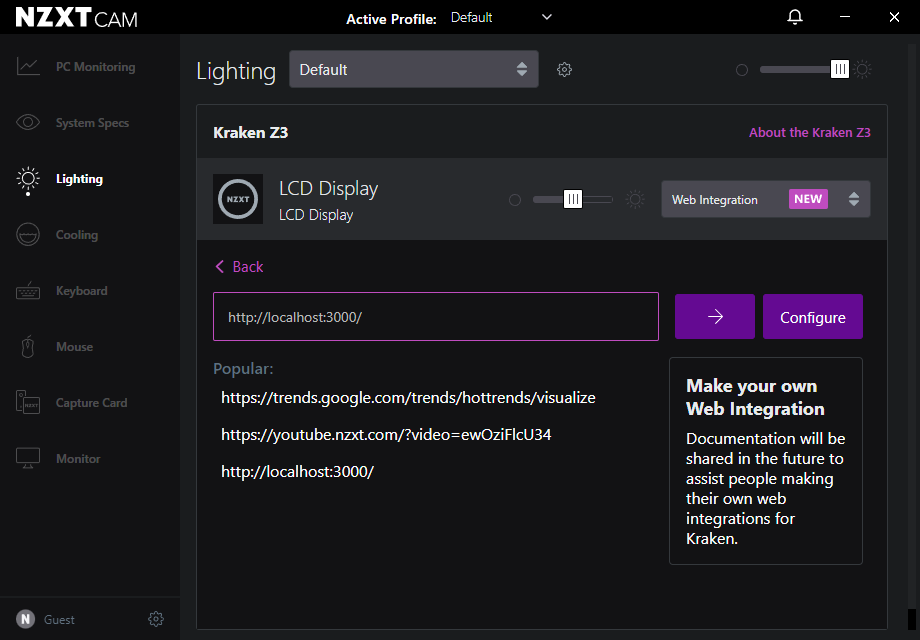 NZXT CAM
Active Profile: Default
PC Monitoring
System Specs
Lighting
Cooling
Keyboard
Mouse
Capture Card
Monitor
N Guest
Lighting Default
Kraken Z3 About the Kraken Z3
NZXT
LCD Display
LCD Display
Web Integration NEW
Back
http://localhost:3000/
Configure
Popular:
https://trends.google.com/trends/hottrends/visualize
https://youtube.nzxt.com/?video=ewOziFlcU34
http://localhost:3000/
Make your own
Web Integration
Documentation will be
shared in the future to
assist people making
their own web
integrations for
Kraken.